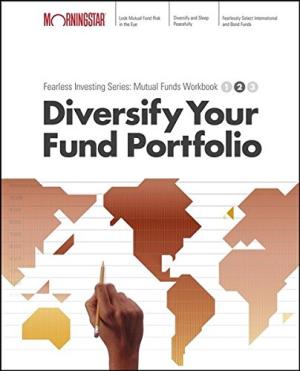 MORNINGSTAR®
Look Mutual Fund Risk
in the Eye
Diversify and Sleep
Peacefully
Fearlessly Select International
and Bond Funds
Fearless Investing Series: Mutual Funds Workbook 1 2 3
Diversify Your
Fund Portfolio